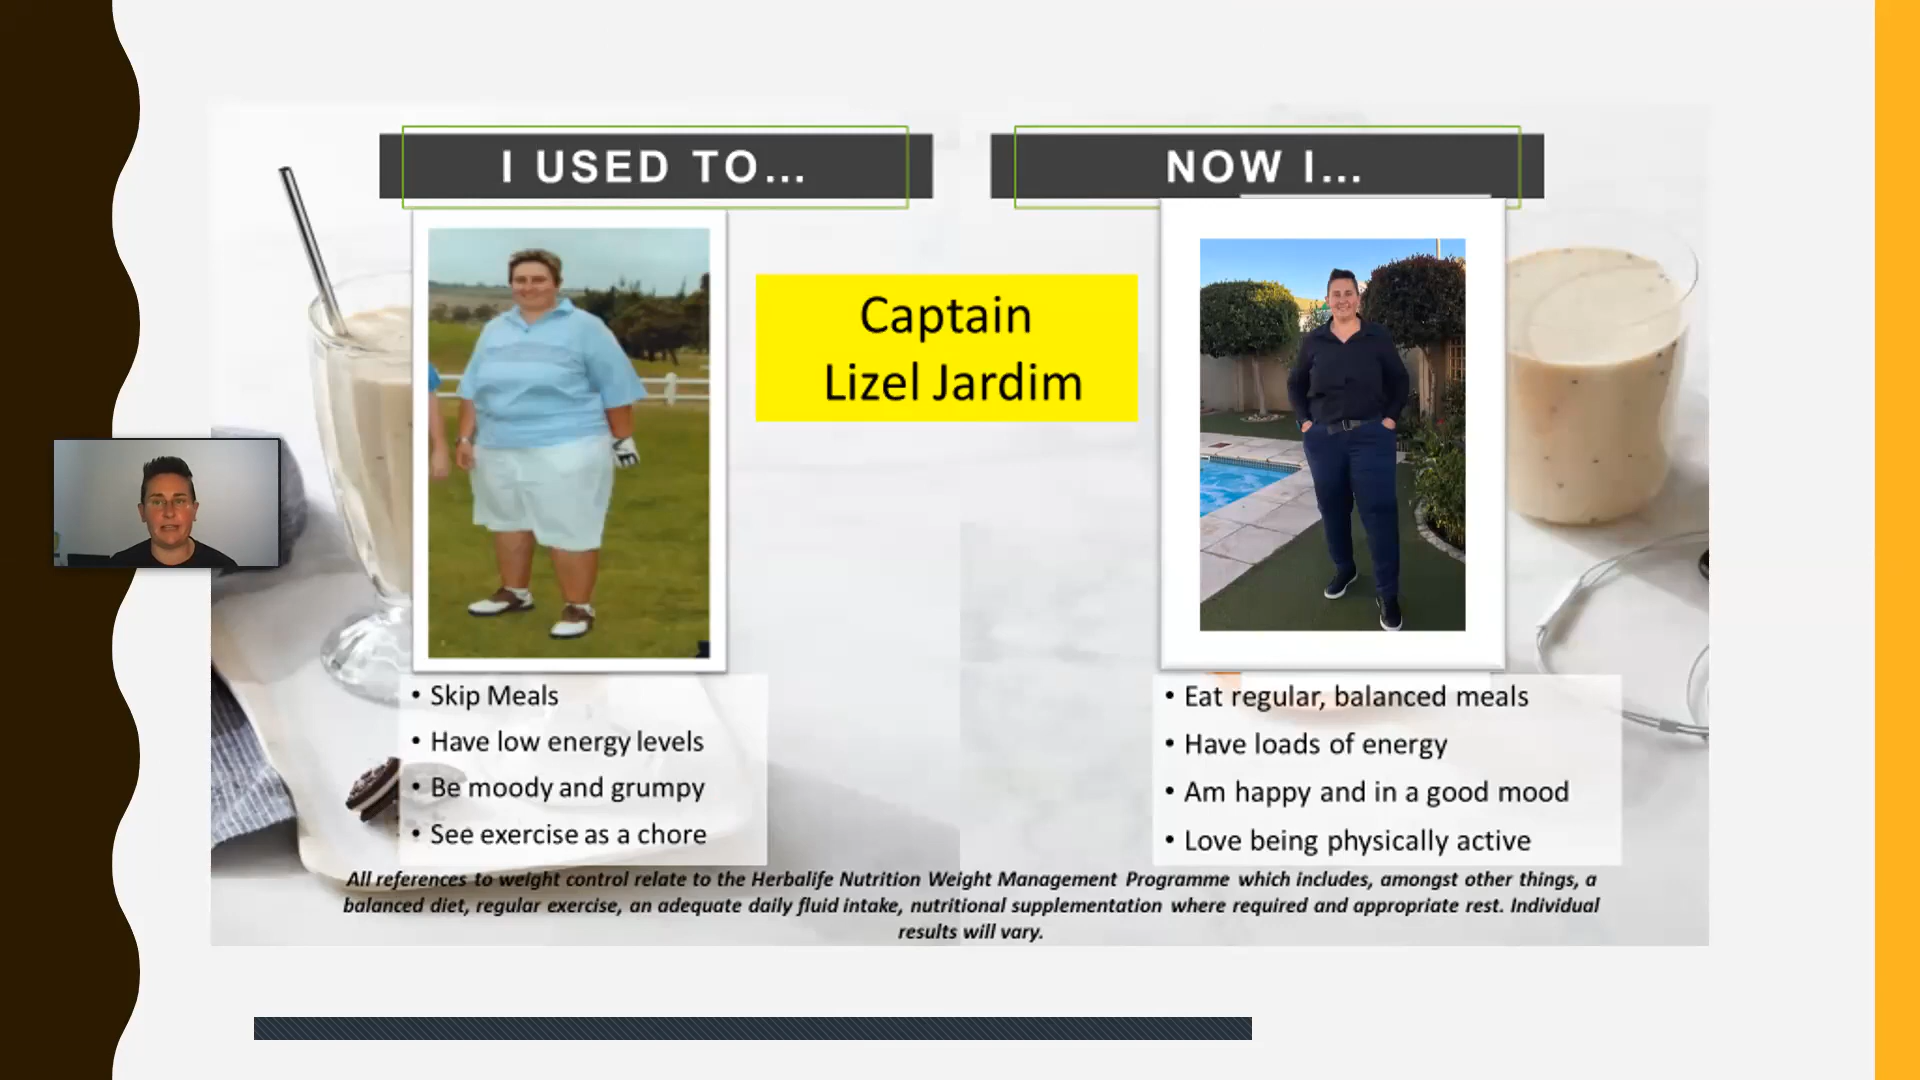 I USED TO...
NOW I...
Captain
Lizel Jardim
• Skip Meals
• Have low energy levels
• Be moody and grumpy
• See exercise as a chore
• Eat regular, balanced meals
• Have loads of energy
• Am happy and in a good mood
• Love being physically active
All references to weight control relate to the Herbalife Nutrition Weight Management Programme which includes, amongst other things, a
balanced diet, regular exercise, an adequate daily fluid intake, nutritional supplementation where required and appropriate rest. Individual
results will vary.